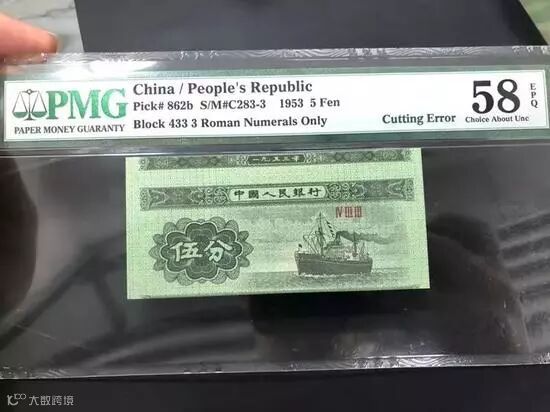 PMG
PAPER MONEY GUARANTY
China / People's Republic
Pick# 862b S/M#C283-3 1953 5 Fen
Block 433 3 Roman Numerals Only
Cutting Error
58 EPQ
Choice About Unc
一九五三年
中國人民銀行
IV III III
伍分
大数跨境